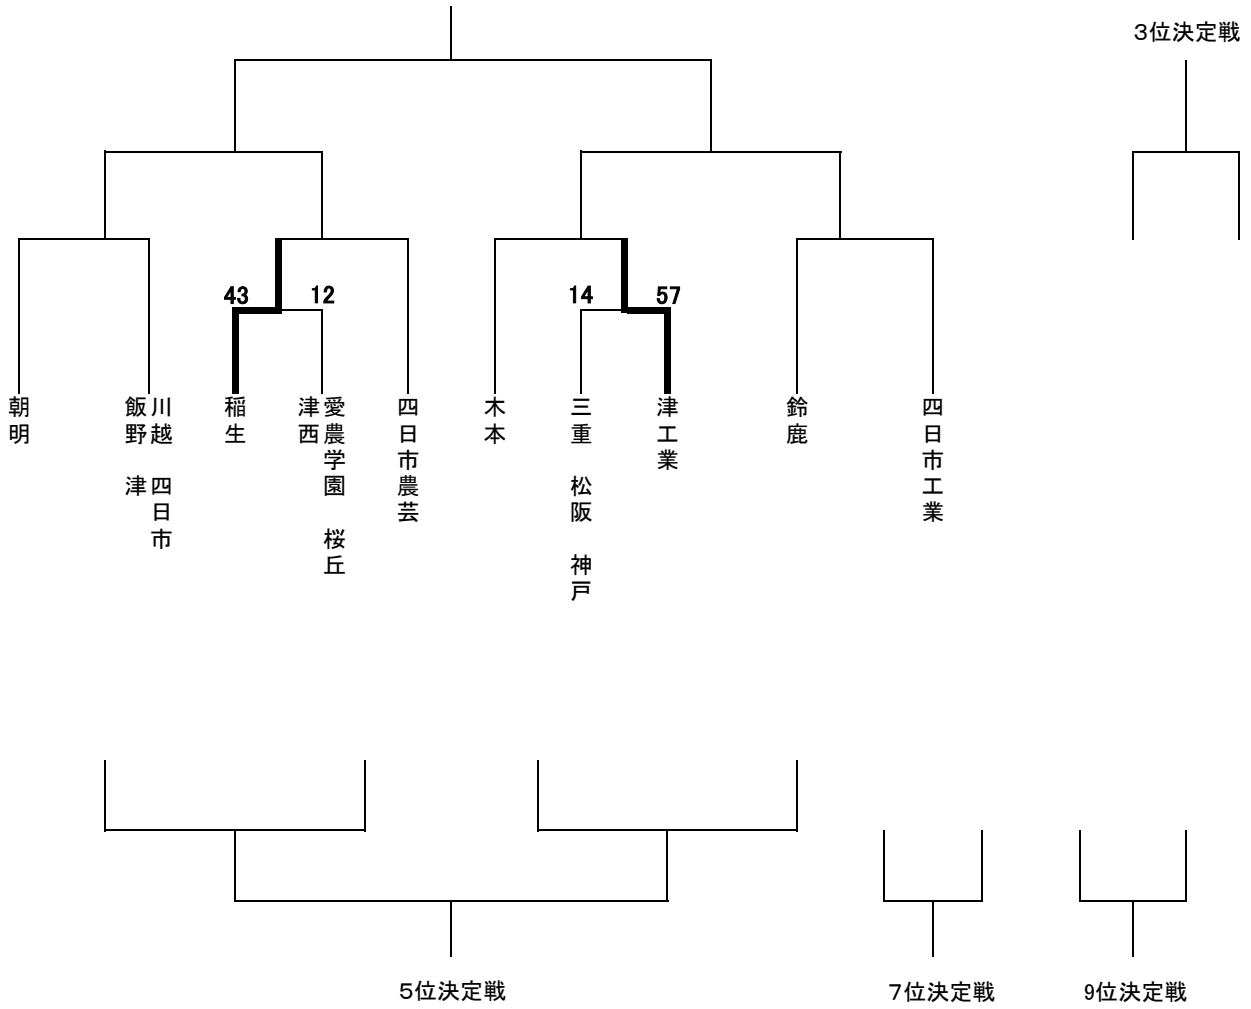 3位決定戦
43
12
14
57
朝明
川越　四日市
飯野　津
稲生
愛農学園　桜丘
津西
四日市農芸
木本
三重　松阪　神戸
津工業
鈴鹿
四日市工業
5位決定戦
7位決定戦
9位決定戦